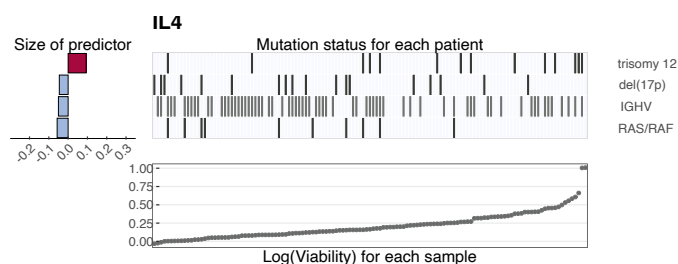 IL4
Size of predictor
Mutation status for each patient
trisomy 12
del(17p)
IGHV
RAS/RAF
-0.2 -0.1 0.0 0.1 0.2 0.3
1.00
0.75
0.50
0.25
0.00
Log(Viability) for each sample